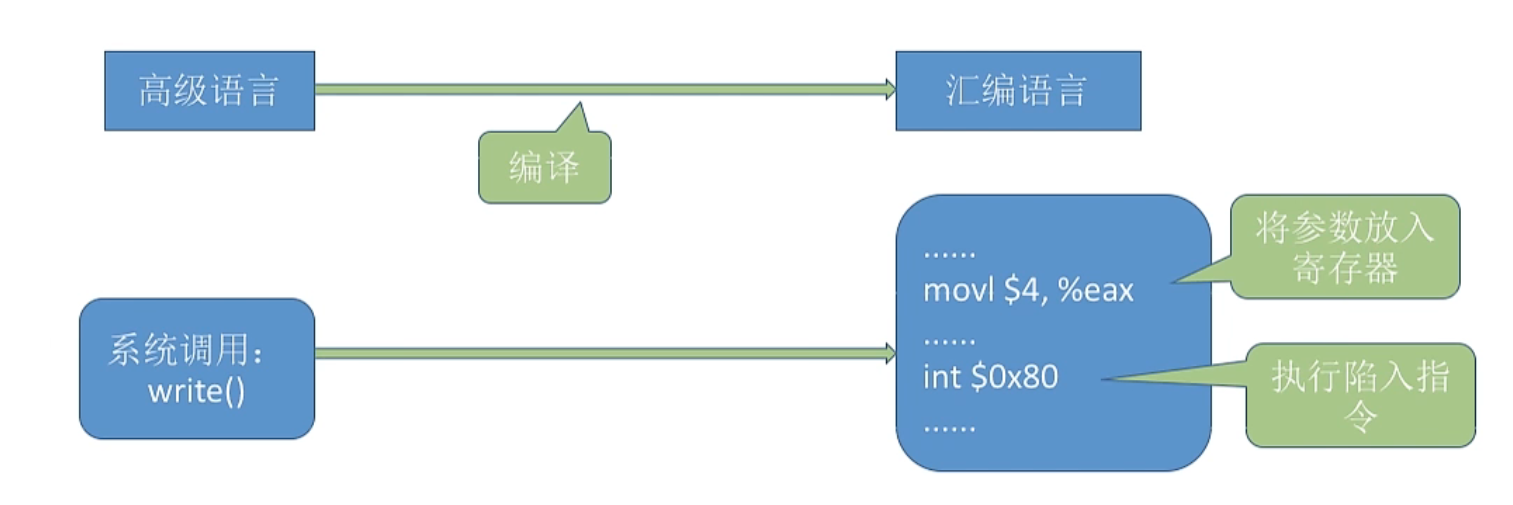 高级语言
汇编语言
编译
系统调用：
write()
......
movl $4, %eax
......
int $0x80
......
将参数放入
寄存器
执行陷入指
令